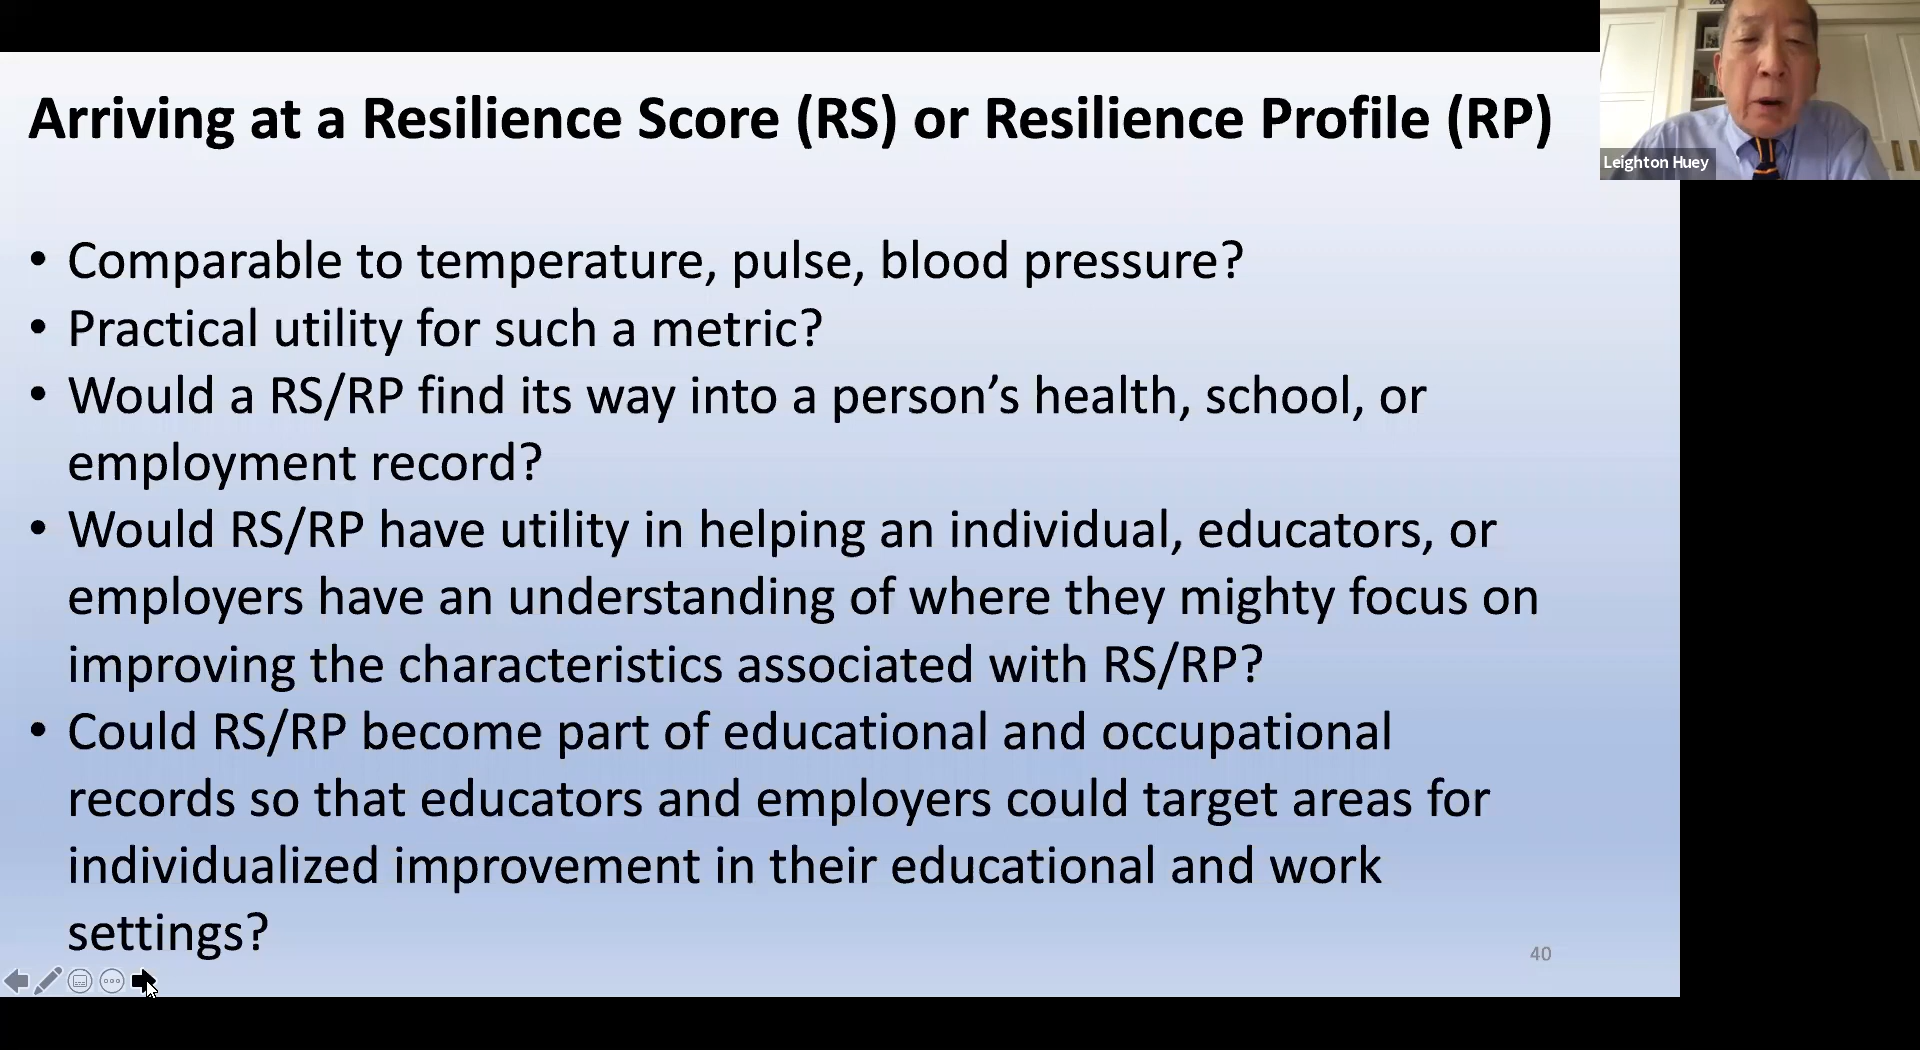 Arriving at a Resilience Score (RS) or Resilience Profile (RP)
Leighton Huey
• Comparable to temperature, pulse, blood pressure?
• Practical utility for such a metric?
• Would a RS/RP find its way into a person’s health, school, or
employment record?
• Would RS/RP have utility in helping an individual, educators, or
employers have an understanding of where they mighty focus on
improving the characteristics associated with RS/RP?
• Could RS/RP become part of educational and occupational
records so that educators and employers could target areas for
individualized improvement in their educational and work
settings?
40